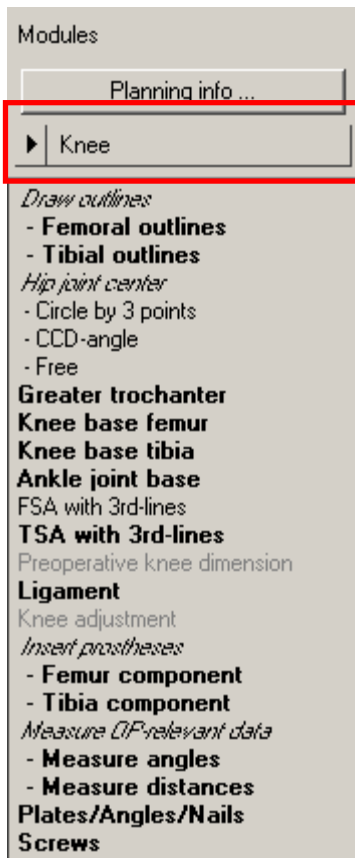 Modules
Planning info ...
Knee
Draw outlines
- Femoral outlines
- Tibial outlines
Hip joint center
- Circle by 3 points
- CCD-angle
- Free
Greater trochanter
Knee base femur
Knee base tibia
Ankle joint base
FSA with 3rd-lines
TSA with 3rd-lines
Preoperative knee dimension
Ligament
Knee adjustment
Insert prostheses
- Femur component
- Tibia component
Measure OP-relevant data
- Measure angles
- Measure distances
Plates/Angles/Nails
Screws